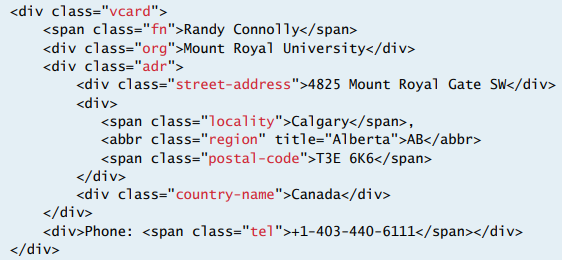 <div class="vcard">
<span class="fn">Randy Connolly</span>
<div class="org">Mount Royal University</div>
<div class="adr">
<div class="street-address">4825 Mount Royal Gate SW</div>
<div>
<span class="locality">Calgary</span>,
<abbr class="region" title="Alberta">AB</abbr>
<span class="postal-code">T3E 6K6</span>
</div>
<div class="country-name">Canada</div>
</div>
<div>Phone: <span class="tel">+1-403-440-6111</span></div>
</div>